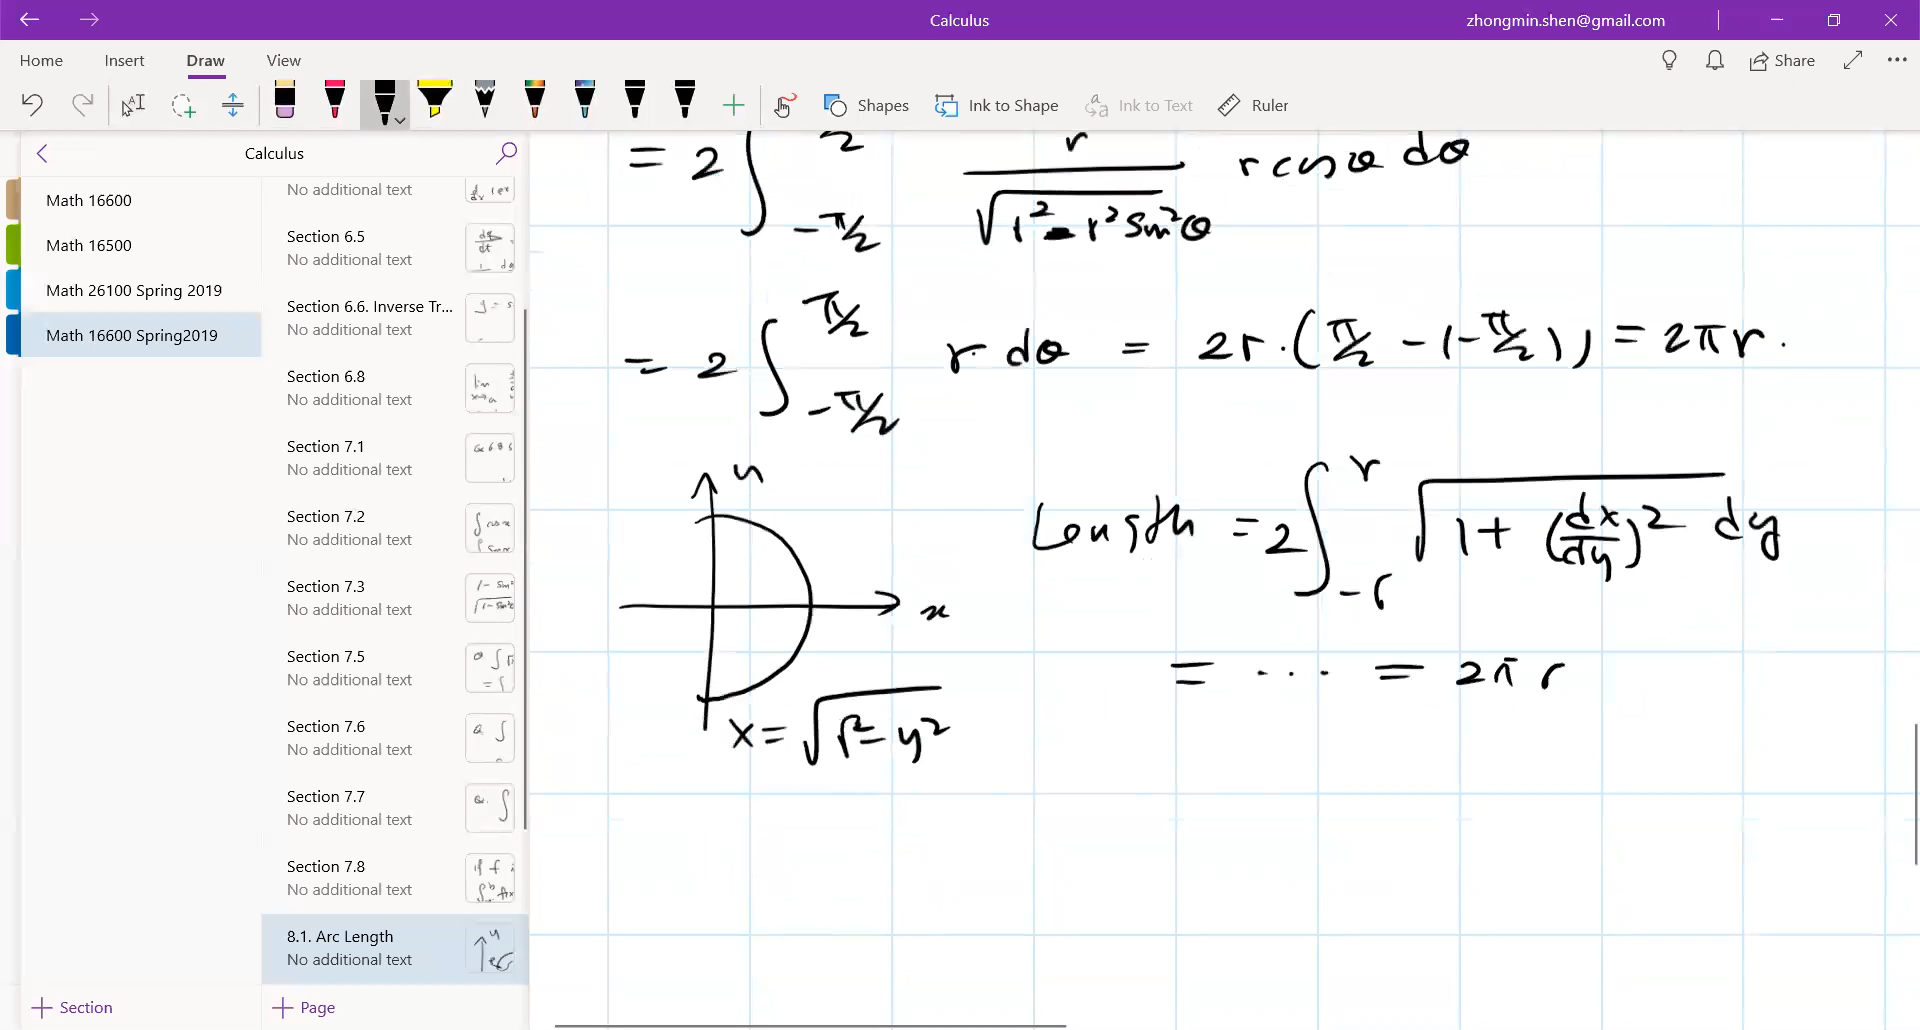 Calculus
zhongmin.shen@gmail.com
Home Insert Draw View
Share
Shapes Ink to Shape Ink to Text Ruler
Calculus
Math 16600
Math 16500
Math 26100 Spring 2019
Math 16600 Spring2019
No additional text
Section 6.5
No additional text
Section 6.6. Inverse Tr...
No additional text
Section 6.8
No additional text
Section 7.1
No additional text
Section 7.2
No additional text
Section 7.3
No additional text
Section 7.5
No additional text
Section 7.6
No additional text
Section 7.7
No additional text
Section 7.8
No additional text
8.1. Arc Length
No additional text
Section
Page
= 2 ∫_{-π/2}^{π/2} r / √(r² - r² sin²θ) r cosθ dθ
= 2 ∫_{-π/2}^{π/2} r · dθ = 2r · (π/2 - (-π/2)) = 2πr.
y
x
x = √(r² - y²)
Length = 2 ∫_{-r}^{r} √(1 + (dx/dy)²) dy
= ... = 2πr